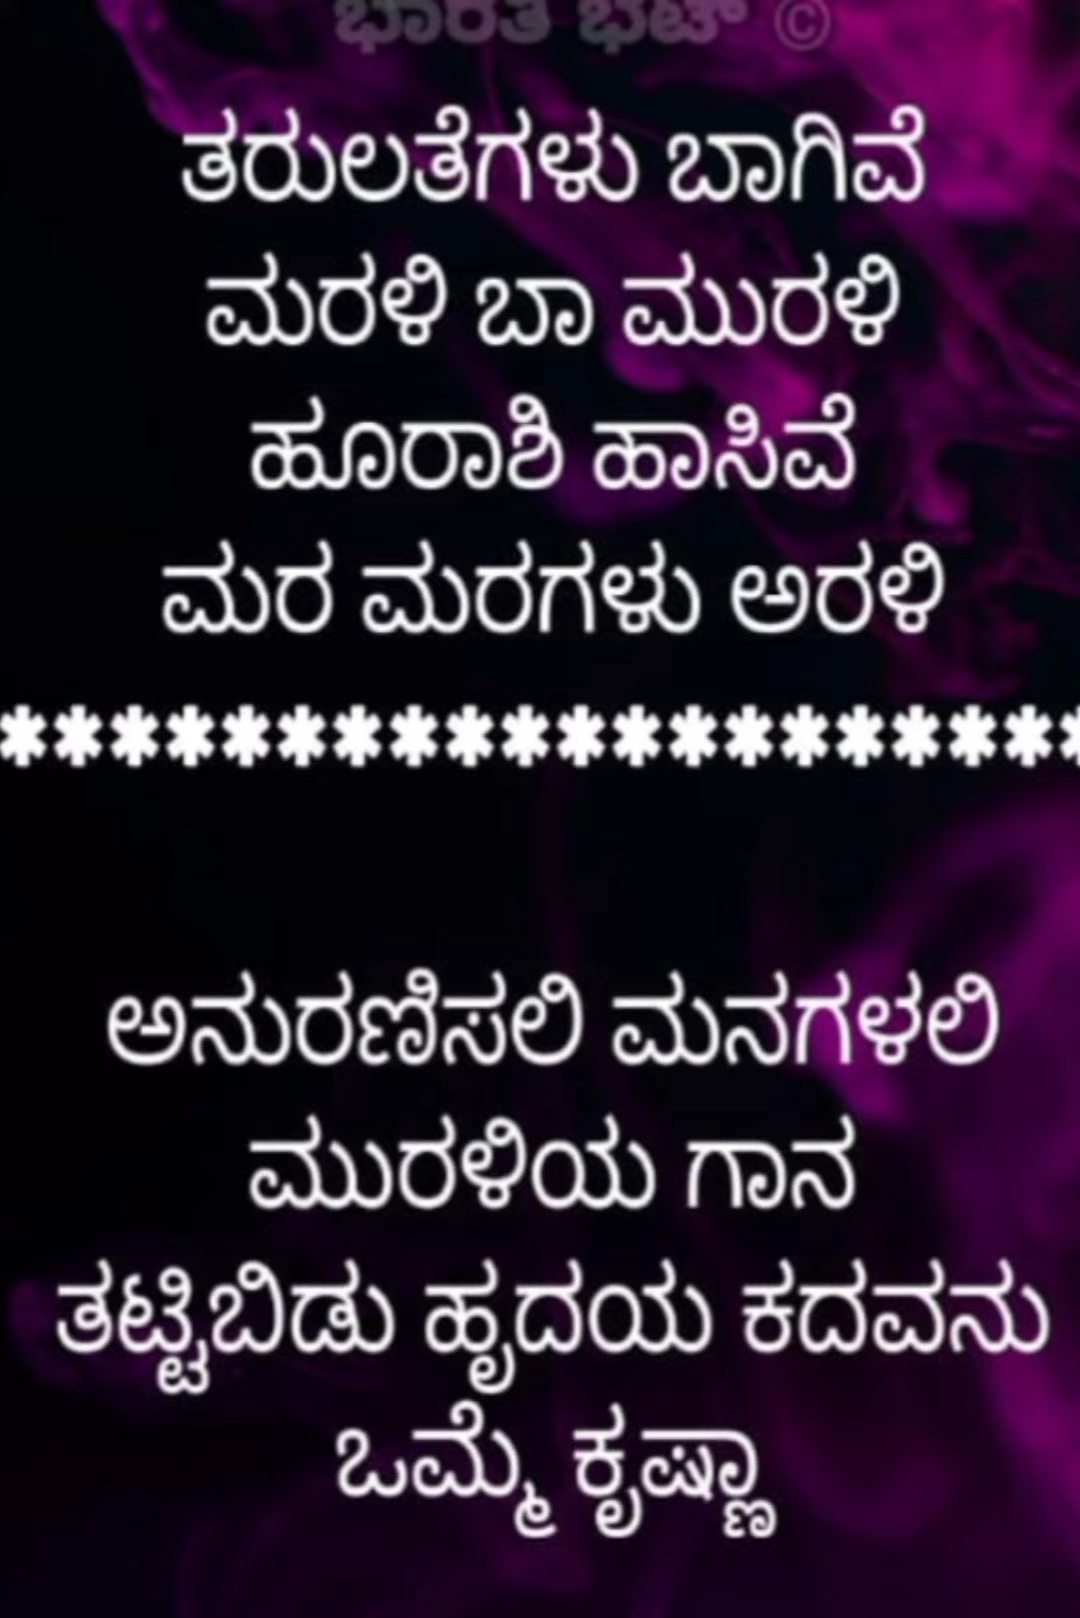 ಭಾರತಿ ಭಟ್ ©
ತರುಲತೆಗಳು ಬಾಗಿವೆ
ಮರಳಿ ಬಾ ಮುರಳಿ
ಹೂರಾಶಿ ಹಾಸಿವೆ
ಮರ ಮರಗಳು ಅರಳಿ
********************
ಅನುರಣಿಸಲಿ ಮನಗಳಲಿ
ಮುರಳಿಯ ಗಾನ
ತಟ್ಟಿಬಿಡು ಹೃದಯ ಕದವನು
ಒಮ್ಮೆ ಕೃಷ್ಣಾ